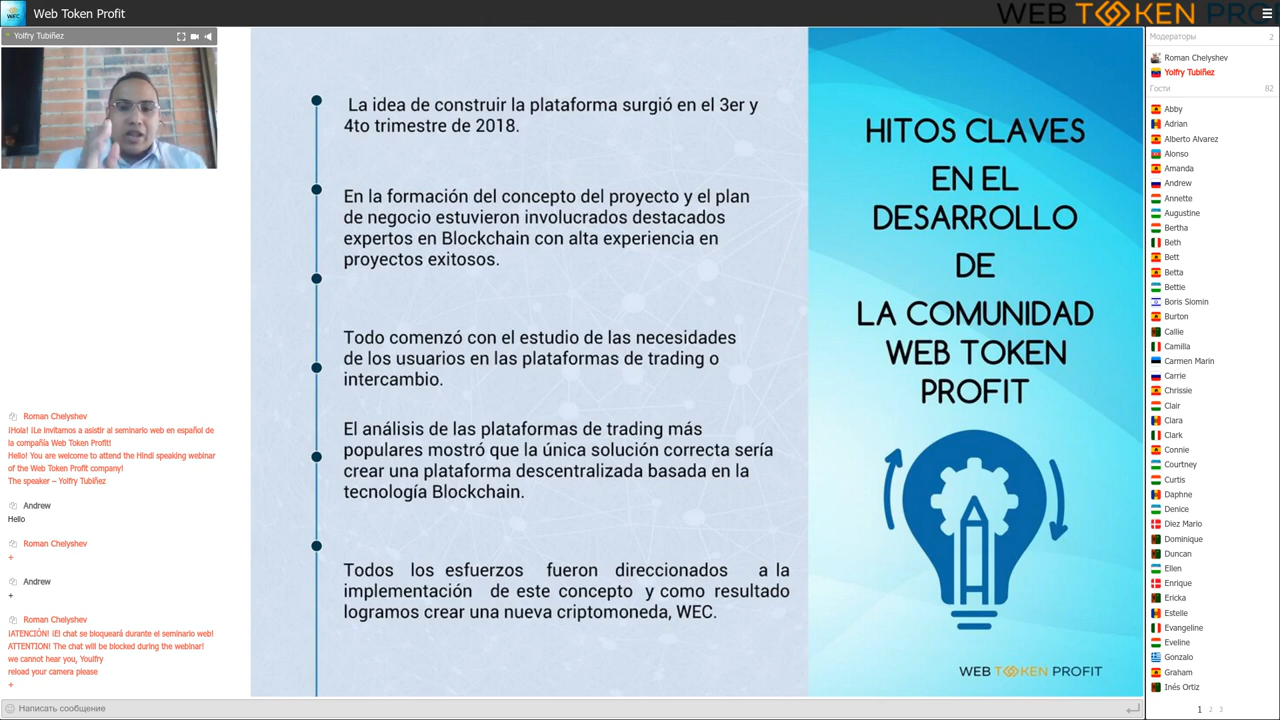 WEC
Web Token Profit
WEB TOKEN PRO
Yolfry Tubiñez
Roman Chelyshev
¡Hola! ¡Le invitamos a asistir al seminario web en español de
la compañía Web Token Profit!
Hello! You are welcome to attend the Hindi speaking webinar
of the Web Token Profit company!
The speaker – Yolfry Tubiñez
Andrew
Hello
Roman Chelyshev
+
Andrew
+
Roman Chelyshev
¡ATENCIÓN! ¡El chat se bloqueará durante el seminario web!
ATTENTION! The chat will be blocked during the webinar!
we cannot hear you, Youlfry
reload your camera please
+
Написать сообщение
La idea de construir la plataforma surgió en el 3er y
4to trimestre de 2018.
En la formación del concepto del poyecto y el plan
de negocio estuvieron involucrados destacados
expertos en Blockchain con alta experiencia en
proyectos exitosos.
Todo comenzó con el estudio de las necesidades
de los usuarios en las plataformas de trading o
intercambio.
El análisis de las plataformas de trading más
populares mostró que la única solución correcta sería
crear una plataforma descentralizada basada en la
tecnología Blockchain.
Todos los esfuerzos fueron direccionados a la
implementación de este concepto y como resultado
logramos crear una nueva criptomoneda, WEC.
HITOS CLAVES
EN EL
DESARROLLO
DE
LA COMUNIDAD
WEB TOKEN
PROFIT
WEB TOKEN PROFIT
Модераторы 2
Roman Chelyshev
Yolfry Tubiñez
Гости 82
Abby
Adrian
Alberto Alvarez
Alonso
Amanda
Andrew
Annette
Augustine
Bertha
Beth
Bett
Betta
Bettie
Boris Slomin
Burton
Callie
Camilla
Carmen Marin
Carrie
Chrissie
Clair
Clara
Clark
Connie
Courtney
Curtis
Daphne
Denice
Diez Mario
Dominique
Duncan
Ellen
Enrique
Ericka
Estelle
Evangeline
Eveline
Gonzalo
Graham
Inés Ortiz
1 2 3